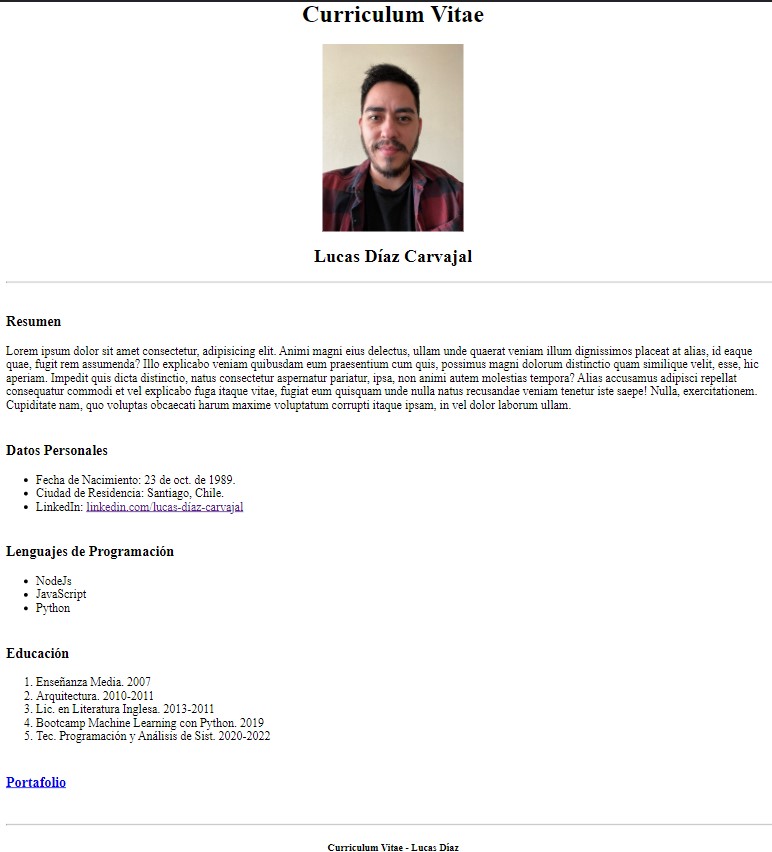 Curriculum Vitae
Lucas Díaz Carvajal
Resumen
Lorem ipsum dolor sit amet consectetur, adipisicing elit. Animi magni eius delectus, ullam unde quaerat veniam illum dignissimos placeat at alias, id eaque
quae, fugit rem assumenda? Illo explicabo veniam quibusdam eum praesentium cum quis, possimus magni dolorum distinctio quam similique velit, esse, hic
aperiam. Impedit quis dicta distinctio, natus consectetur aspernatur pariatur, ipsa, non animi autem molestias tempora? Alias accusamus adipisci repellat
consequatur commodi et vel explicabo fuga itaque vitae, fugiat eum quisquam unde nulla natus recusandae veniam tenetur iste saepe! Nulla, exercitationem.
Cupiditate nam, quo voluptas obcaecati harum maxime voluptatum corrupti itaque ipsam, in vel dolor laborum ullam.
Datos Personales
• Fecha de Nacimiento: 23 de oct. de 1989.
• Ciudad de Residencia: Santiago, Chile.
• LinkedIn: linkedin.com/lucas-díaz-carvajal
Lenguajes de Programación
• NodeJs
• JavaScript
• Python
Educación
1. Enseñanza Media. 2007
2. Arquitectura. 2010-2011
3. Lic. en Literatura Inglesa. 2013-2011
4. Bootcamp Machine Learning con Python. 2019
5. Tec. Programación y Análisis de Sist. 2020-2022
Portafolio
Curriculum Vitae - Lucas Díaz